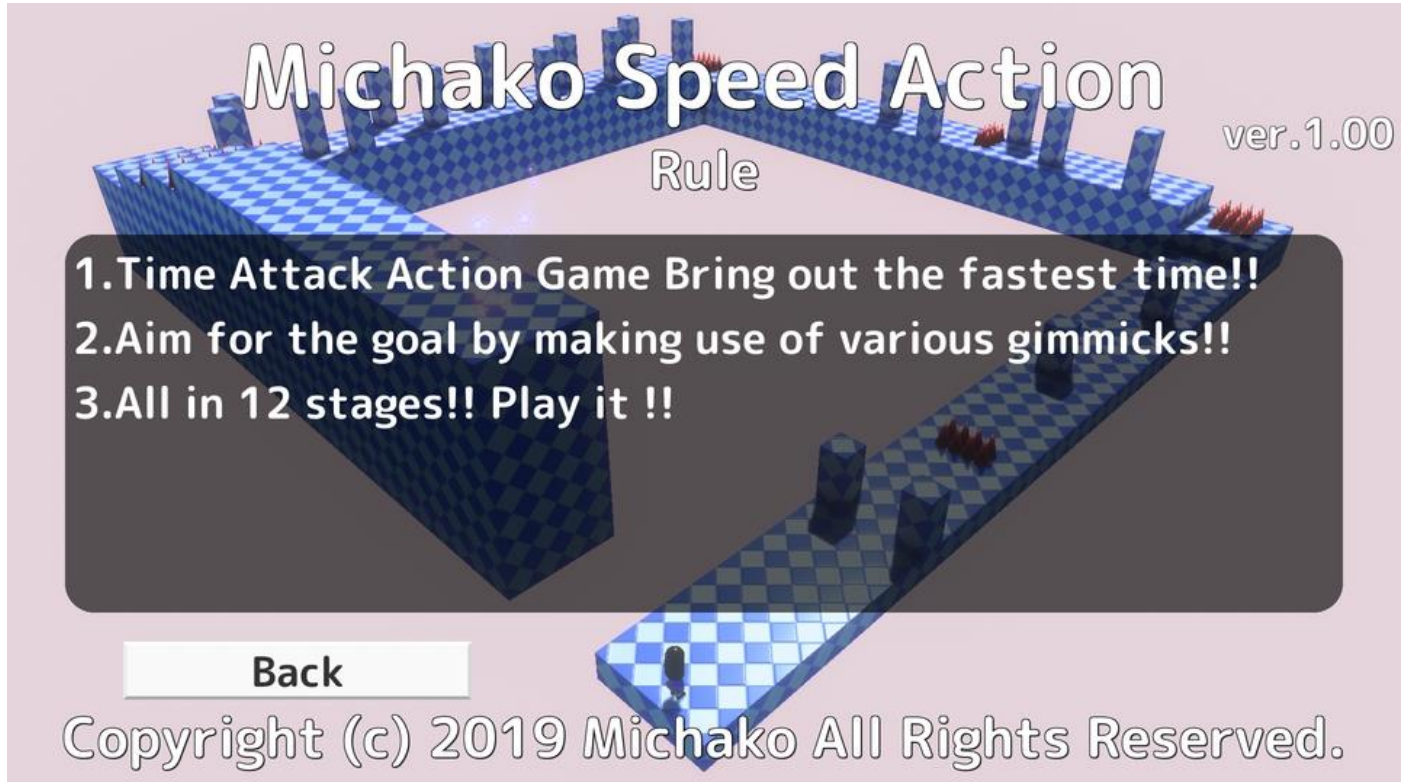 Michako Speed Action
ver.1.00
Rule
1.Time Attack Action Game Bring out the fastest time!!
2.Aim for the goal by making use of various gimmicks!!
3.All in 12 stages!! Play it !!
Back
Copyright (c) 2019 Michako All Rights Reserved.